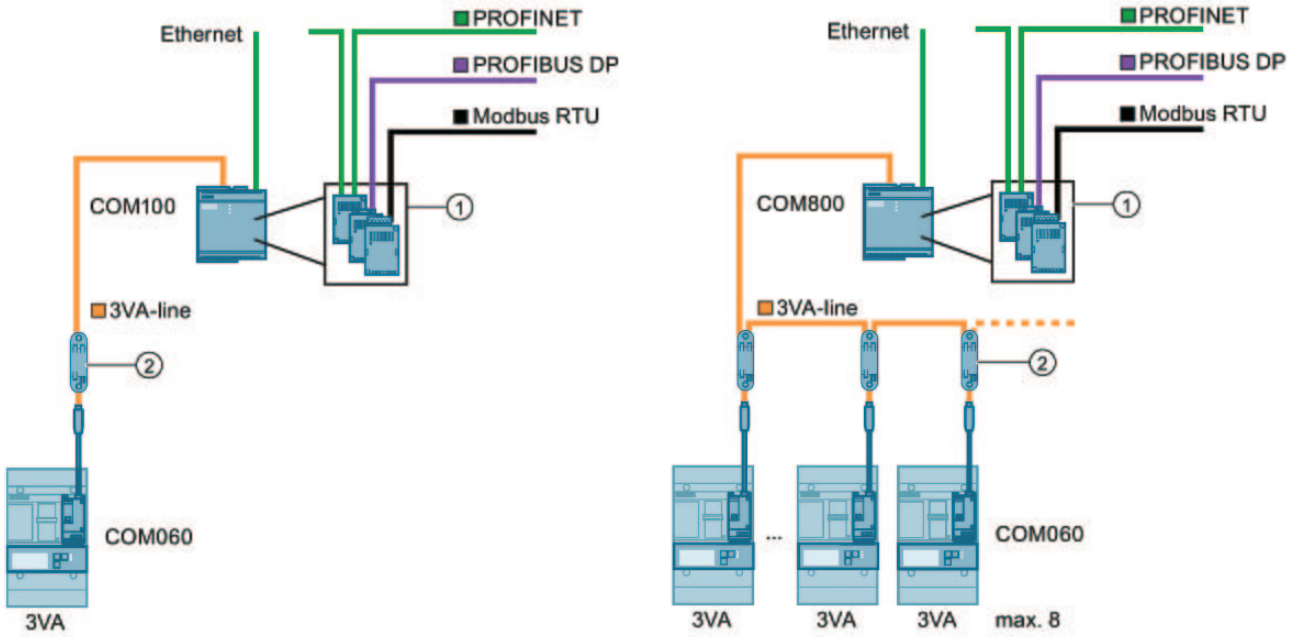 PROFINET
Ethernet
PROFIBUS DP
Modbus RTU
COM100
1
3VA-line
2
COM060
3VA
PROFINET
Ethernet
PROFIBUS DP
Modbus RTU
COM800
1
3VA-line
2
...
COM060
3VA
3VA
3VA
max. 8